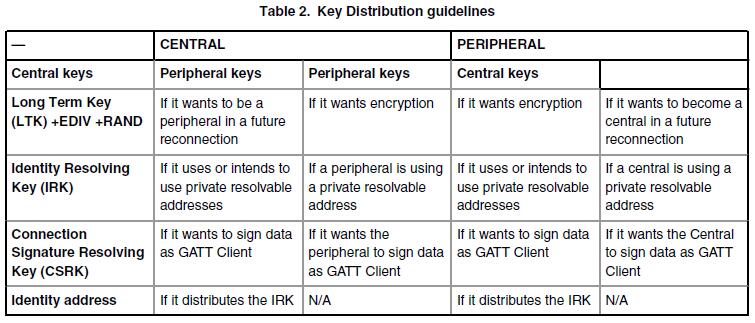 Table 2. Key Distribution guidelines
— CENTRAL PERIPHERAL
Central keys Peripheral keys Peripheral keys Central keys
Long Term Key If it wants to be a If it wants encryption If it wants encryption If it wants to become a
(LTK) +EDIV +RAND peripheral in a future central in a future
reconnection reconnection
Identity Resolving If it uses or intends to If a peripheral is using If it uses or intends to If a central is using a
Key (IRK) use private resolvable a private resolvable use private resolvable private resolvable
addresses address addresses address
Connection If it wants to sign data If it wants the If it wants to sign data If it wants the Central
Signature Resolving as GATT Client peripheral to sign data as GATT Client to sign data as GATT
Key (CSRK) as GATT Client Client
Identity address If it distributes the IRK N/A If it distributes the IRK N/A